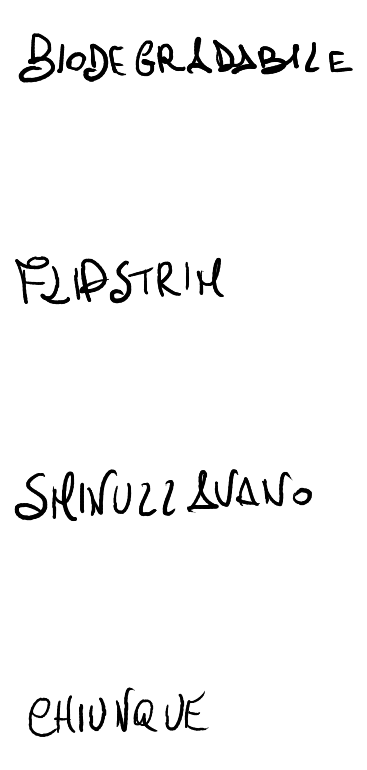 BIODEGRADABILE
FLIPSTRIM
SMINUZZAVANO
CHIUNQUE